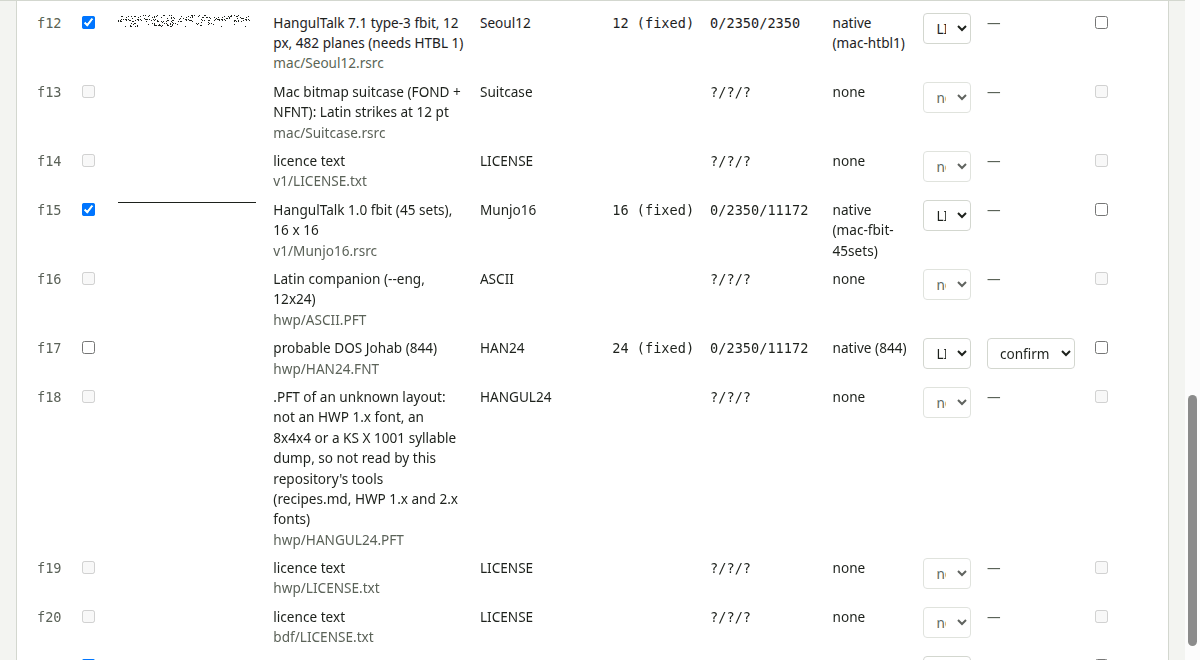 f12 HangulTalk 7.1 type-3 fbit, 12 Seoul12 12 (fixed) 0/2350/2350 native —
px, 482 planes (needs HTBL 1) (mac-htbl1)
mac/Seoul12.rsrc
f13 Mac bitmap suitcase (FOND + Suitcase ?/?/? none —
NFNT): Latin strikes at 12 pt
mac/Suitcase.rsrc
f14 licence text LICENSE ?/?/? none —
v1/LICENSE.txt
f15 HangulTalk 1.0 fbit (45 sets), Munjo16 16 (fixed) 0/2350/11172 native —
16 x 16 (mac-fbit-
v1/Munjo16.rsrc 45sets)
f16 Latin companion (--eng, ASCII ?/?/? none —
12x24)
hwp/ASCII.PFT
f17 probable DOS Johab (844) HAN24 24 (fixed) 0/2350/11172 native (844) confirm
hwp/HAN24.FNT
f18 .PFT of an unknown layout: HANGUL24 ?/?/? none —
not an HWP 1.x font, an
8x4x4 or a KS X 1001 syllable
dump, so not read by this
repository's tools
(recipes.md, HWP 1.x and 2.x
fonts)
hwp/HANGUL24.PFT
f19 licence text LICENSE ?/?/? none —
hwp/LICENSE.txt
f20 licence text LICENSE ?/?/? none —
bdf/LICENSE.txt